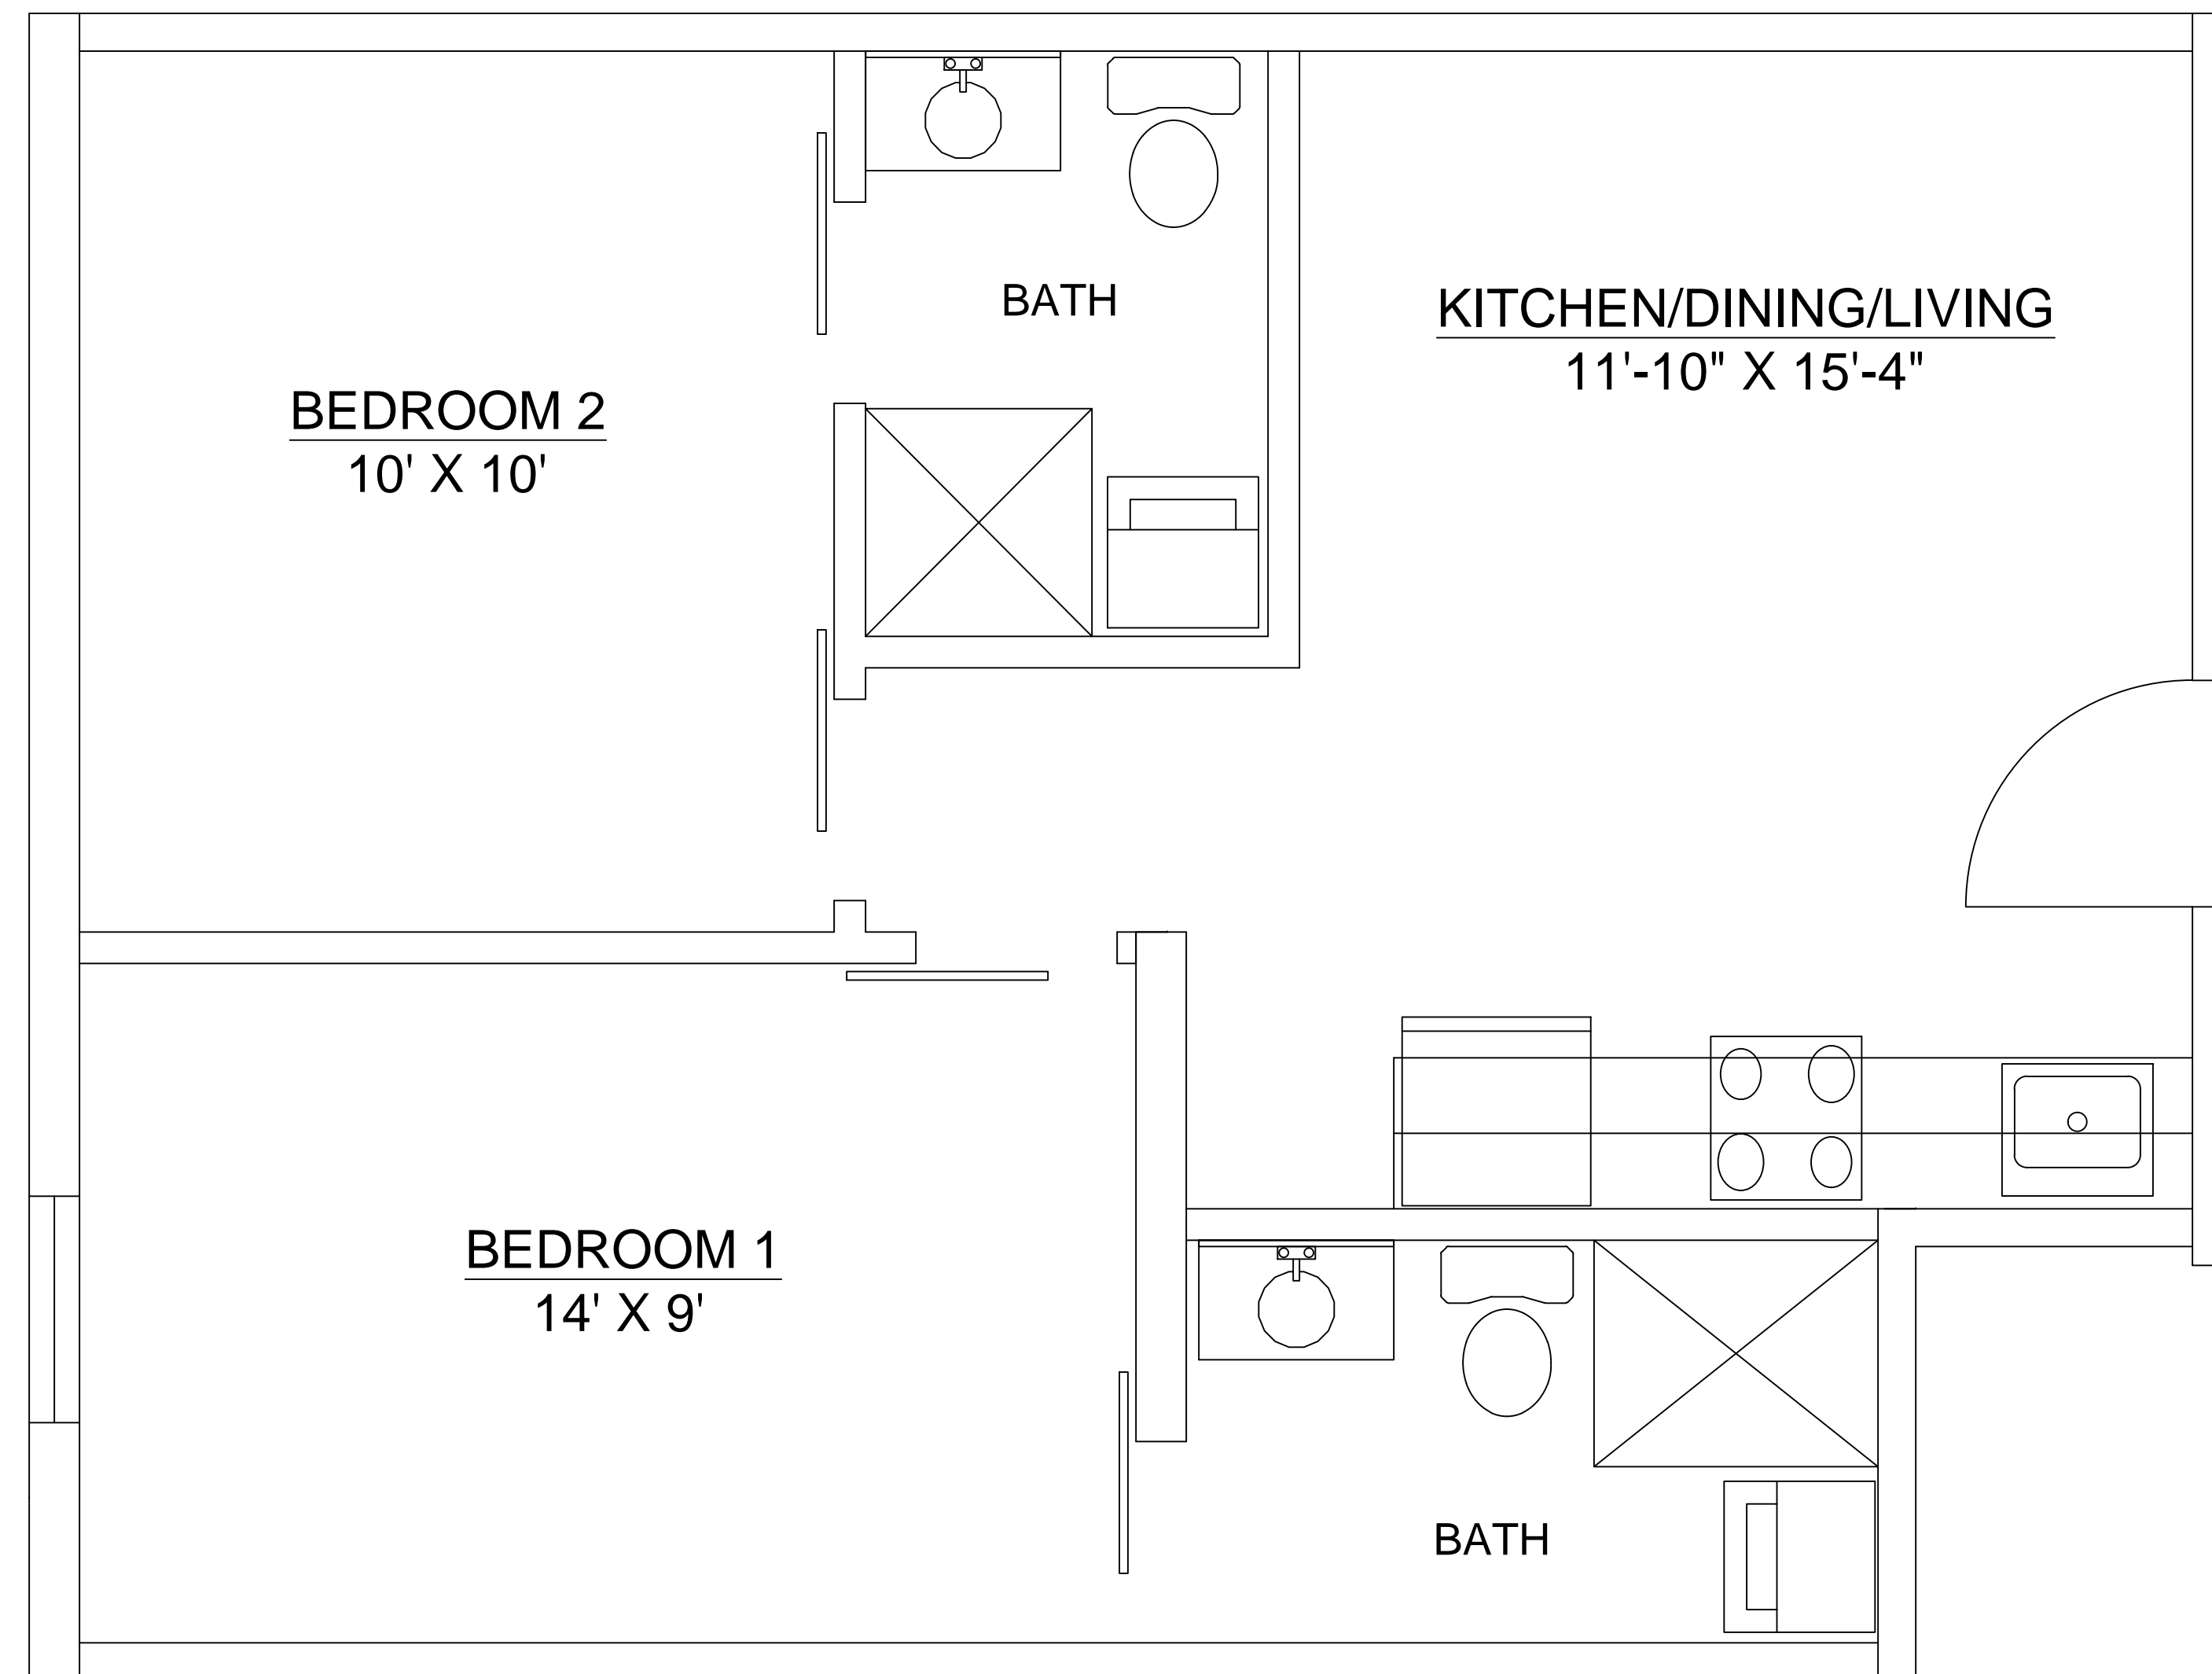 BATH
KITCHEN/DINING/LIVING
11'-10" X 15'-4"
BEDROOM 2
10' X 10'
BEDROOM 1
14' X 9'
BATH